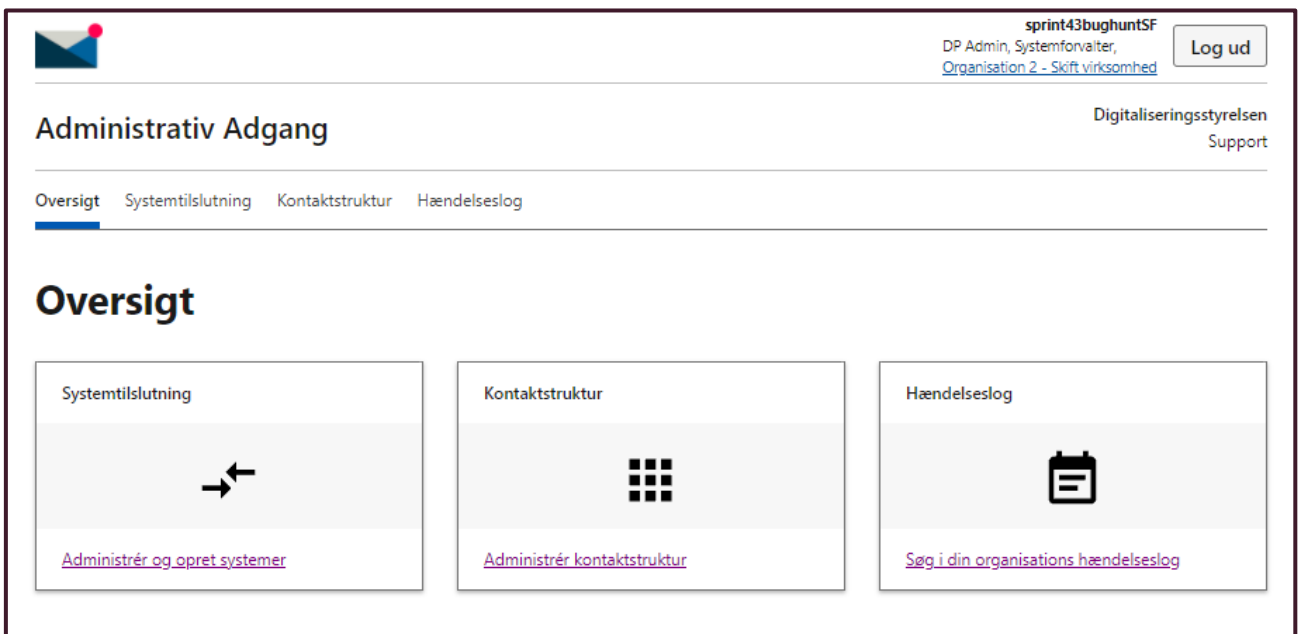 sprint43bughuntSF
DP Admin, Systemforvalter,
Organisation 2 - Skift virksomhed
Log ud
Administrativ Adgang
Digitaliseringsstyrelsen
Support
Oversigt Systemtilslutning Kontaktstruktur Hændelseslog
Oversigt
Systemtilslutning
Administrér og opret systemer
Kontaktstruktur
Administrér kontaktstruktur
Hændelseslog
Søg i din organisations hændelseslog